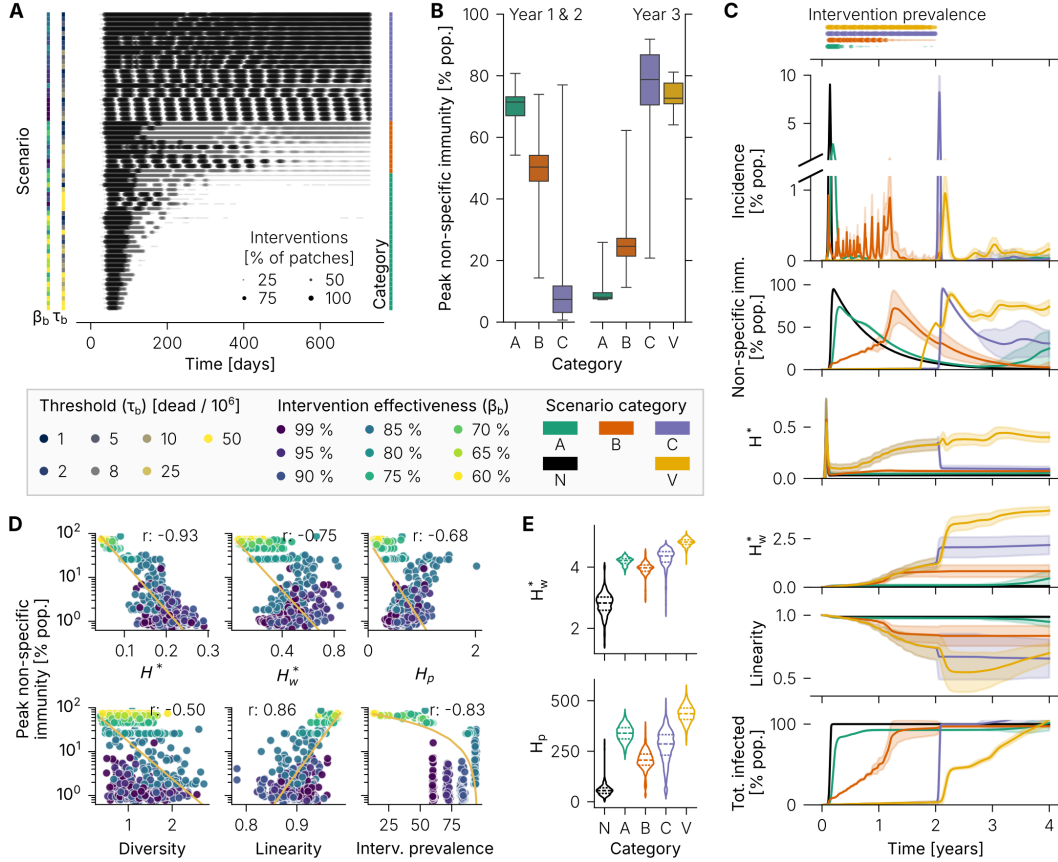 A
Scenario
βb τb
0 200 400 600
Time [days]
Interventions
[% of patches]
25 50
75 100
Category
B
Year 1 & 2 Year 3
Peak non-specific immunity [% pop.]
100
80
60
40
20
0
A B C A B C V
Category
C
Intervention prevalence
Incidence
[% pop.]
10
5
1
0
Non-specific imm.
[% pop.]
100
50
0
H*
0.5
0.0
H*w
2.5
0.0
Linearity
1.0
0.5
Tot. infected
[% pop.]
100
0
0 1 2 3 4
Time [years]
Threshold (τb) [dead / 10⁶]
1 5 10 50
2 8 25
Intervention effectiveness (βb)
99 % 85 % 70 %
95 % 80 % 65 %
90 % 75 % 60 %
Scenario category
A B C
N V
D
Peak non-specific
immunity [% pop.]
r: -0.93 r: -0.75 r: -0.68
10²
10¹
10⁰
0.1 0.2 0.3 0.0 0.4 0.8 0 2
H* H*w Hp
r: -0.50 r: 0.86 r: -0.83
10²
10¹
10⁰
1 2 0.8 0.9 25 50 75
Diversity Linearity Interv. prevalence
E
H*w
4
2
Hp
500
250
0
N A B C V
Category